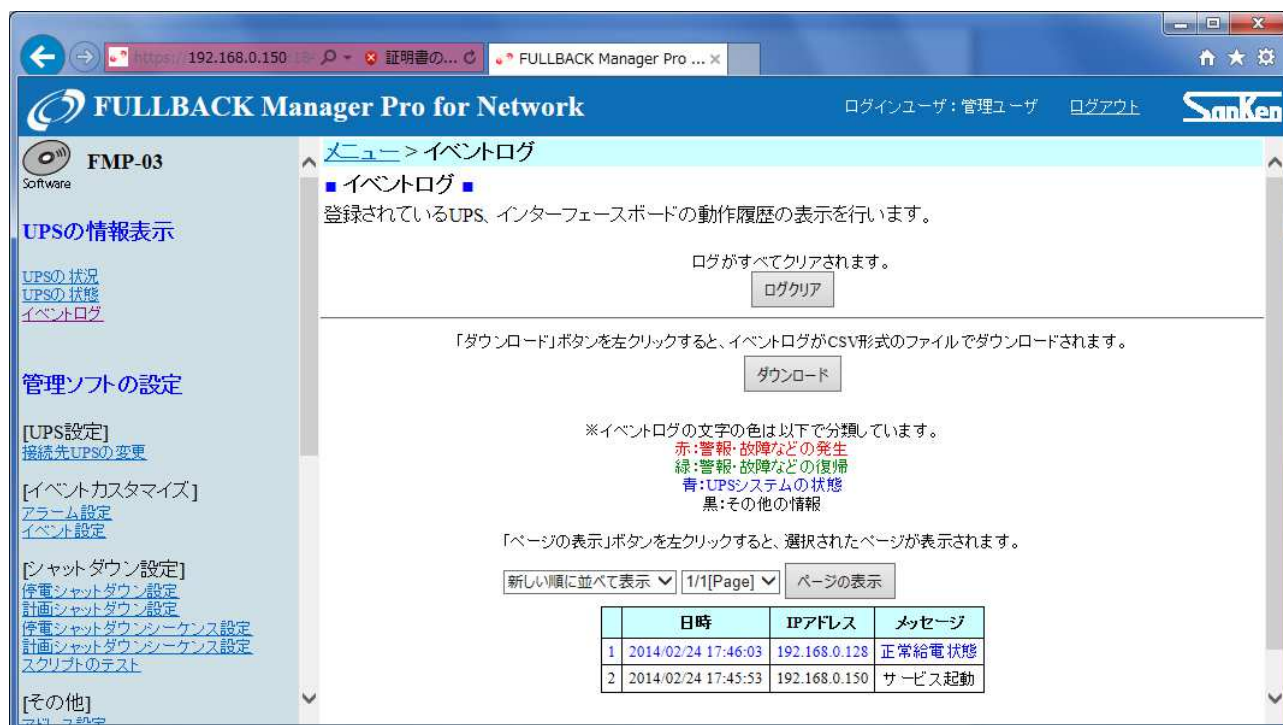 https://192.168.0.150
証明書の...
FULLBACK Manager Pro ...
FULLBACK Manager Pro for Network
ログインユーザ：管理ユーザ
ログアウト
SanKen
Software
FMP-03
UPSの情報表示
UPSの状況
UPSの状態
イベントログ
管理ソフトの設定
[UPS設定]
接続先UPSの変更
[イベントカスタマイズ]
アラーム設定
イベント設定
[シャットダウン設定]
停電シャットダウン設定
計画シャットダウン設定
停電シャットダウンシーケンス設定
計画シャットダウンシーケンス設定
スクリプトのテスト
[その他]
アドレス設定
メニュー > イベントログ
■ イベントログ ■
登録されているUPS、インターフェースボードの動作履歴の表示を行います。
ログがすべてクリアされます。
ログクリア
「ダウンロード」ボタンを左クリックすると、イベントログがCSV形式のファイルでダウンロードされます。
ダウンロード
※イベントログの文字の色は以下で分類しています。
赤：警報・故障などの発生
緑：警報・故障などの復帰
青：UPSシステムの状態
黒：その他の情報
「ページの表示」ボタンを左クリックすると、選択されたページが表示されます。
新しい順に並べて表示 1/1[Page] ページの表示
日時 IPアドレス メッセージ
1 2014/02/24 17:46:03 192.168.0.128 正常給電状態
2 2014/02/24 17:45:53 192.168.0.150 サービス起動